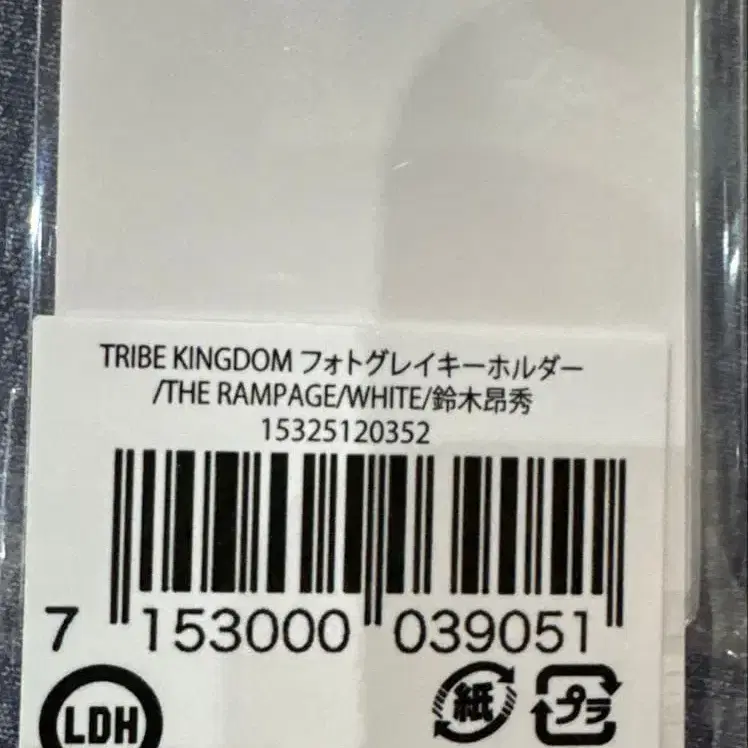 TRIBE KINGDOM フォトグレイキーホルダー
/THE RAMPAGE/WHITE/鈴木昂秀
15325120352
7 153000 039051
LDH 紙 プラ